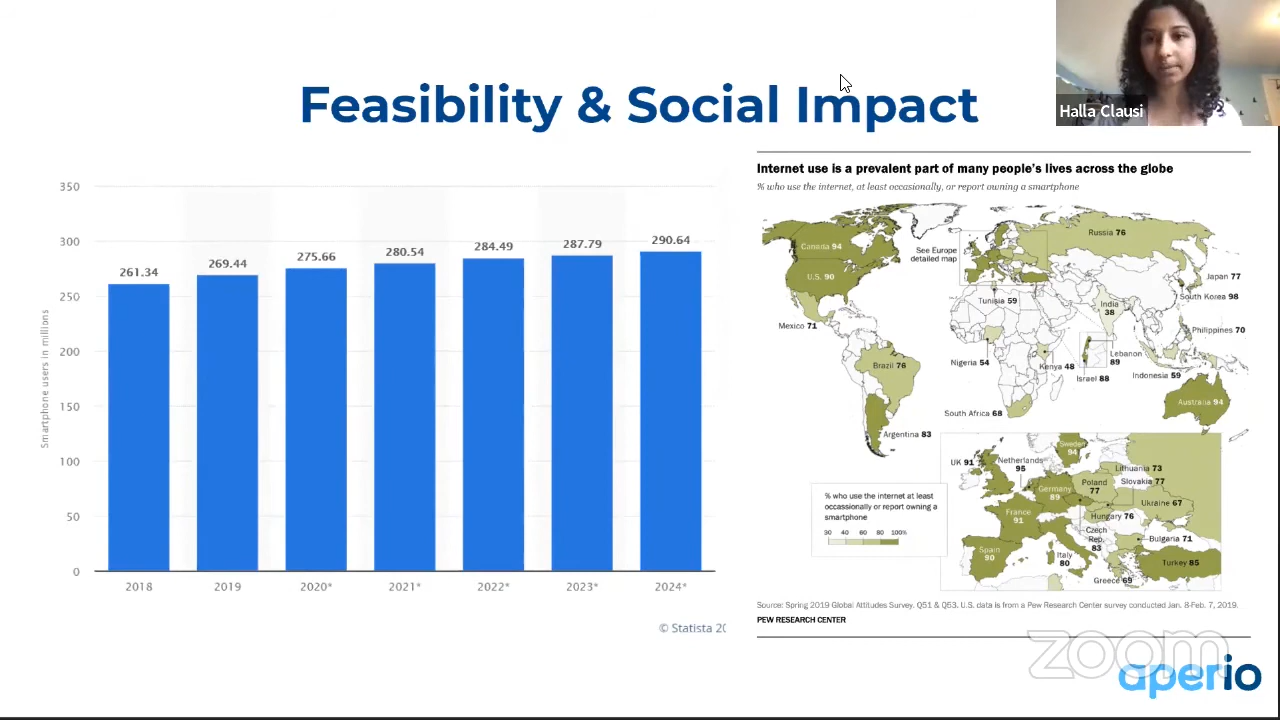 Halla Clausi
Feasibility & Social Impact
350
300
250
200
150
100
50
0
Smartphone users in millions
261.34
269.44
275.66
280.54
284.49
287.79
290.64
2018
2019
2020*
2021*
2022*
2023*
2024*
© Statista 20
Internet use is a prevalent part of many people's lives across the globe
% who use the internet, at least occasionally, or report owning a smartphone
Canada 94
U.S. 90
Mexico 71
Brazil 76
Argentina 83
See Europe
detailed map
Russia 76
Japan 77
South Korea 98
Tunisia 59
India
38
Philippines 70
Nigeria 54
Kenya 48
Lebanon
89
Israel 88
Indonesia 59
South Africa 68
Australia 94
Sweden
94
UK 91
Netherlands
95
Lithuania 73
Germany
89
Poland
77
Slovakia 77
Ukraine 67
France
91
Hungary 76
Czech
Rep.
83
Bulgaria 71
Spain
90
Italy
80
Turkey 85
Greece 69
% who use the internet at least
occassionally or report owning a
smartphone
30 40 60 80 100%
Source: Spring 2019 Global Attitudes Survey. Q51 & Q53. U.S. data is from a Pew Research Center survey conducted Jan. 8-Feb. 7, 2019.
PEW RESEARCH CENTER
zoom
aperio